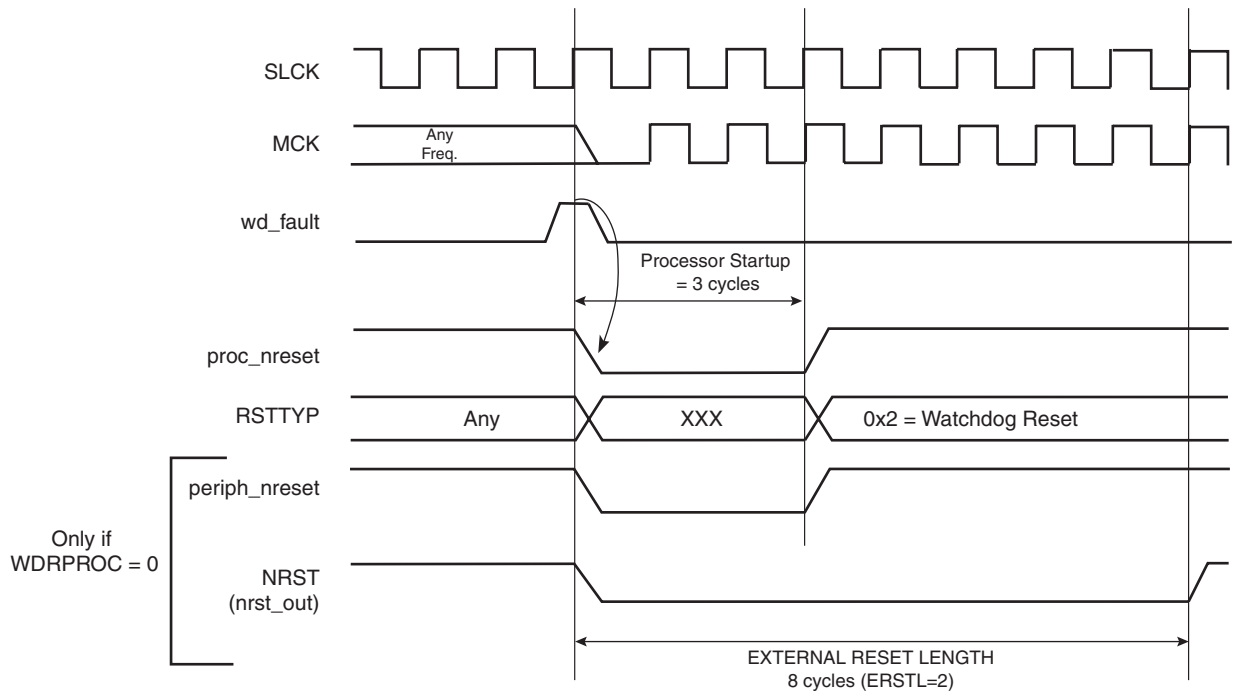 SLCK
MCK
Any
Freq.
wd_fault
Processor Startup
= 3 cycles
proc_nreset
RSTTYP
Any
XXX
0x2 = Watchdog Reset
periph_nreset
Only if
WDRPROC = 0
NRST
(nrst_out)
EXTERNAL RESET LENGTH
8 cycles (ERSTL=2)